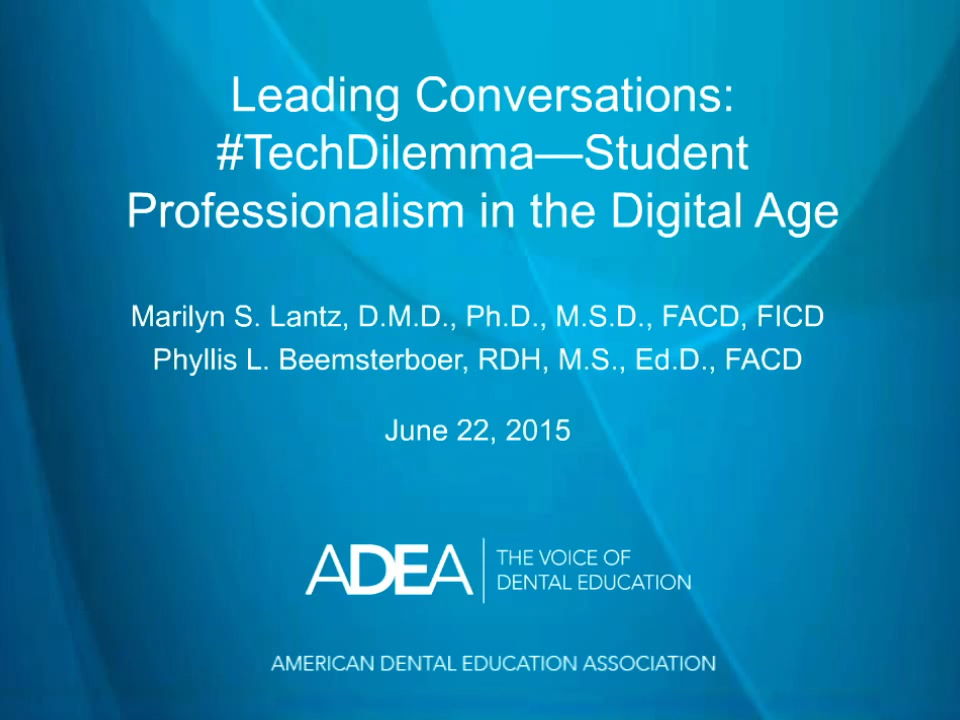 Leading Conversations:
#TechDilemma—Student
Professionalism in the Digital Age
Marilyn S. Lantz, D.M.D., Ph.D., M.S.D., FACD, FICD
Phyllis L. Beemsterboer, RDH, M.S., Ed.D., FACD
June 22, 2015
ADEA
THE VOICE OF
DENTAL EDUCATION
AMERICAN DENTAL EDUCATION ASSOCIATION